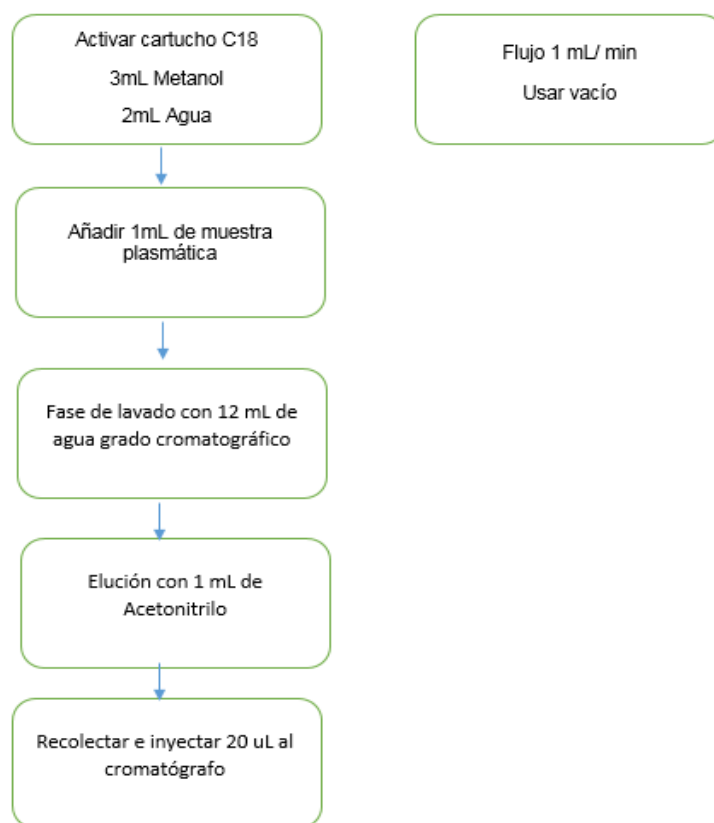 Activar cartucho C18
3mL Metanol
2mL Agua
Flujo 1 mL/ min
Usar vacío
Añadir 1mL de muestra
plasmática
Fase de lavado con 12 mL de
agua grado cromatográfico
Elución con 1 mL de
Acetonitrilo
Recolectar e inyectar 20 uL al
cromatógrafo